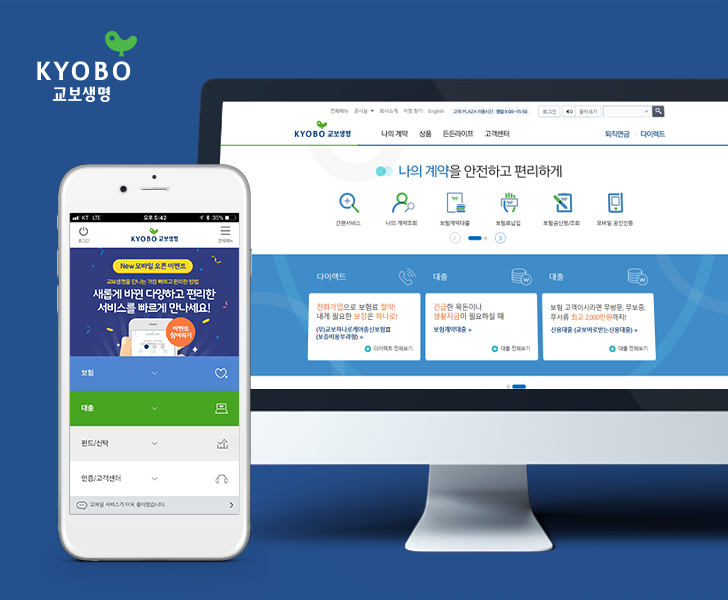 KYOBO
교보생명
전체메뉴 공시실 회사소개 지점 찾기 English 고객 PLAZA 이용시간 : 평일 9:00~15:50 로그인 글자크기
KYOBO 교보생명 나의 계약 상품 든든라이프 고객센터 퇴직연금 다이렉트
나의 계약을 안전하고 편리하게
간편서비스 나의 계약조회 보험계약대출 보험료납입 보험금신청/조회 모바일 공인인증
다이렉트
전화가입으로 보험료 절약!
내게 필요한 보장은 하나로!
(무)교보하나로케어종신보험Ⅲ
(보증비용부과형) >
다이렉트 전체보기
대출
긴급한 목돈이나
생활자금이 필요하실 때
보험계약대출 >
대출 전체보기
대출
보험 고객이시라면 무방문, 무보증,
무서류 최고 2,000만원까지!
신용대출 (교보바로받는신용대출) >
대출 전체보기
KT LTE 오후 5:42 35%
로그인 KYOBO 교보생명 전체메뉴
New 모바일 오픈 이벤트
교보생명을 만나는 가장 빠르고 편리한 방법
새롭게 바뀐 다양하고 편리한
서비스를 빠르게 만나세요!
이벤트
참여하기
보험
대출
펀드/신탁
인증/고객센터
모바일 서비스가 더욱 좋아졌습니다.